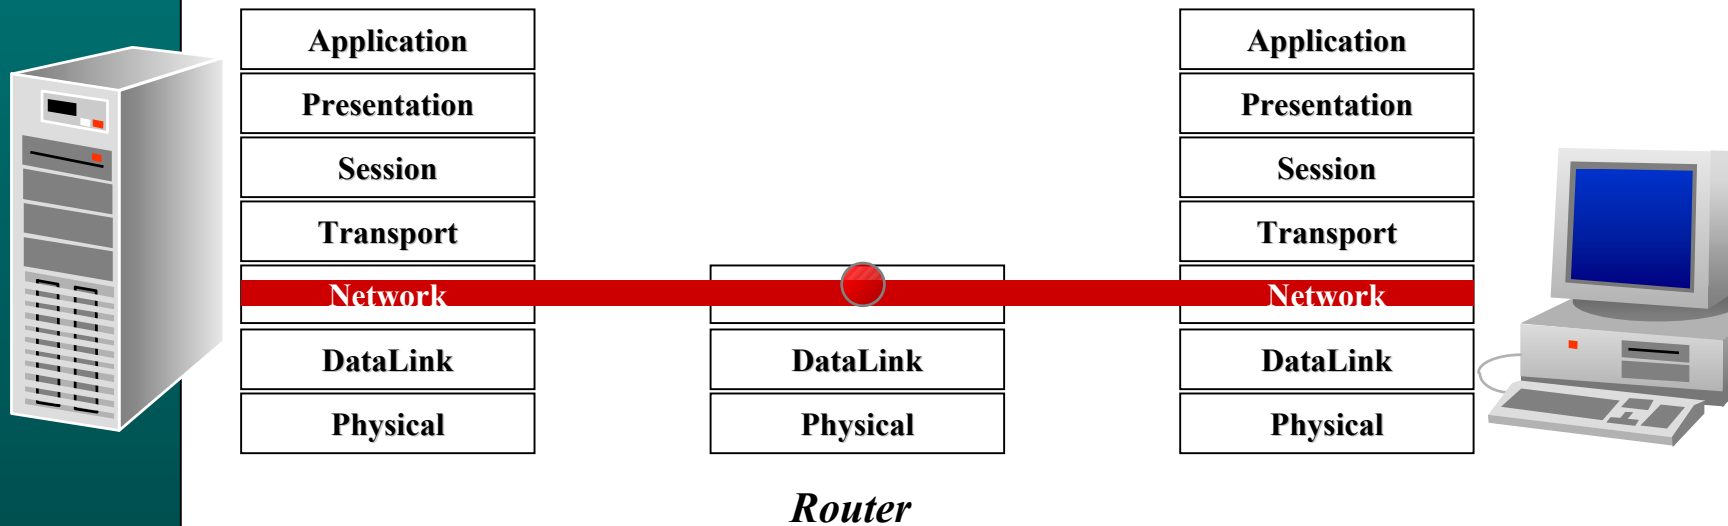 Application
Presentation
Session
Transport
Network
DataLink
Physical
DataLink
Physical
Router
Application
Presentation
Session
Transport
Network
DataLink
Physical